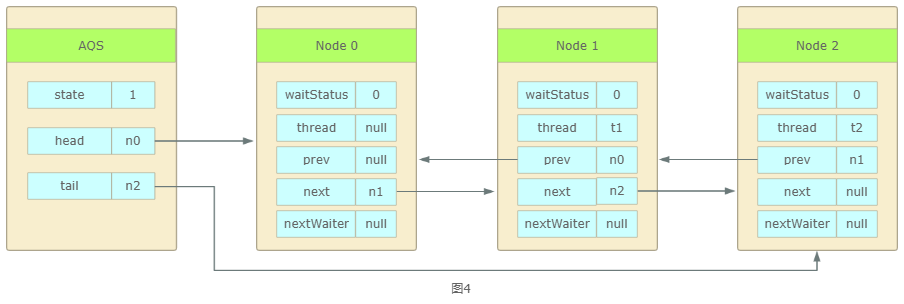 AQS
state 1
head n0
tail n2
Node 0
waitStatus 0
thread null
prev null
next n1
nextWaiter null
Node 1
waitStatus 0
thread t1
prev n0
next n2
nextWaiter null
Node 2
waitStatus 0
thread t2
prev n1
next null
nextWaiter null
图4